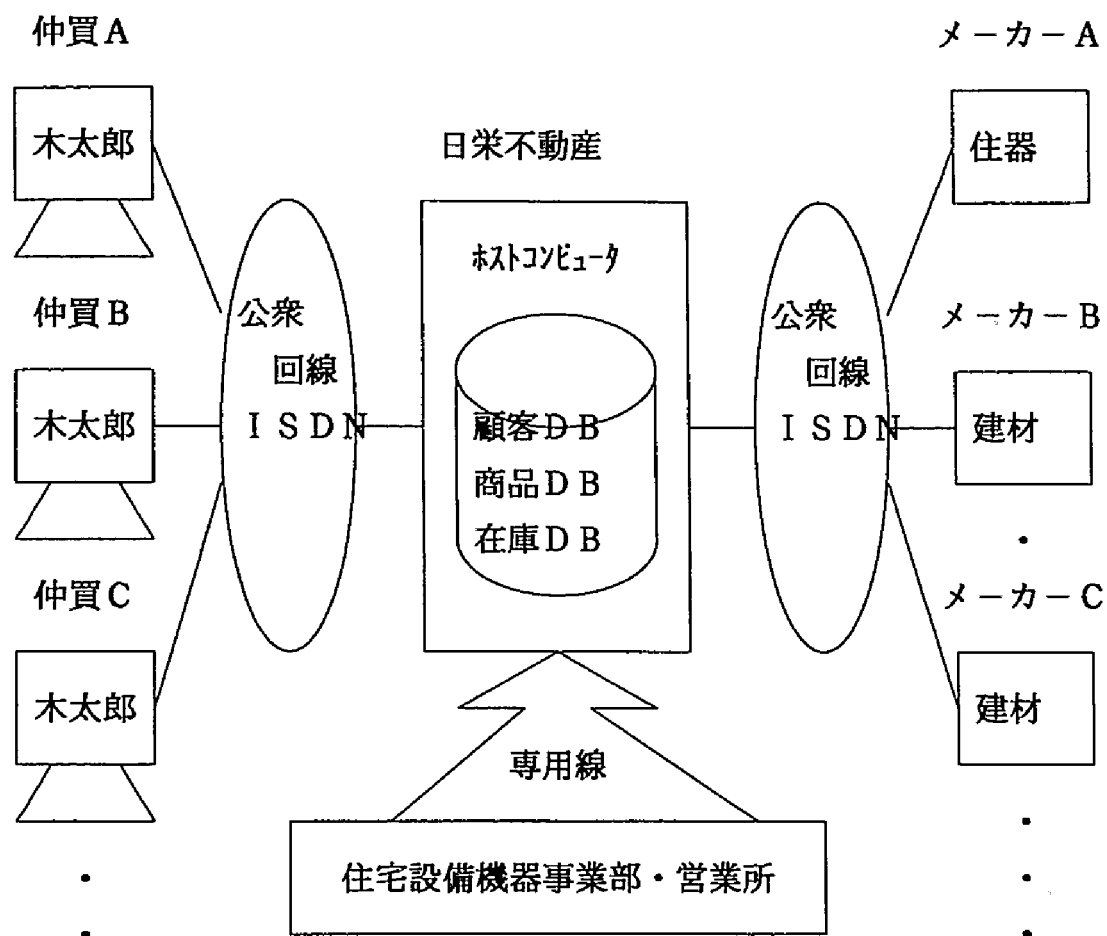 仲買A
木太郎
仲買B
木太郎
仲買C
木太郎
公衆
回線
ISDN
日栄不動産
ホストコンピュータ
顧客DB
商品DB
在庫DB
専用線
住宅設備機器事業部・営業所
公衆
回線
ISDN
メーカーA
住器
メーカーB
建材
メーカーC
建材